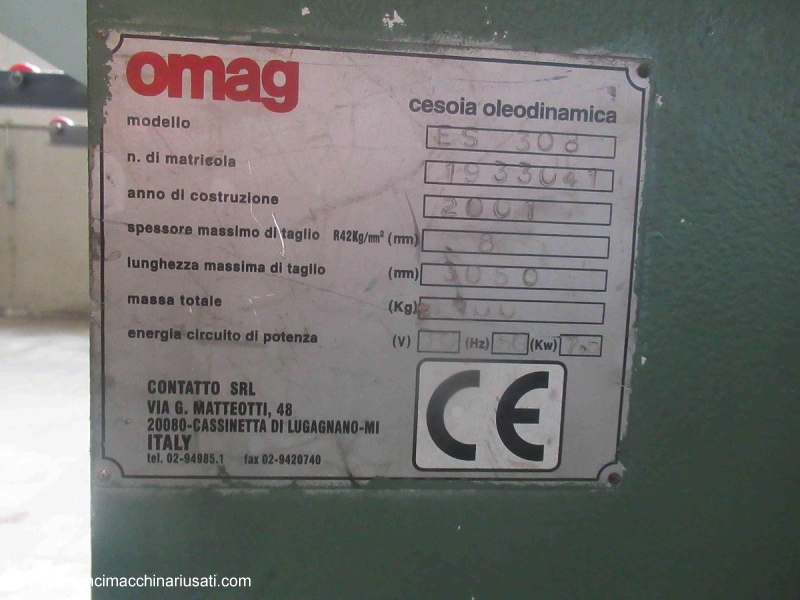 omag
cesoia oleodinamica
modello ES 308
n. di matricola 1933041
anno di costruzione 2001
spessore massimo di taglio R42Kg/mm² (mm) 8
lunghezza massima di taglio (mm) 3050
massa totale (Kg)
energia circuito di potenza (V) (Hz) (Kw)
CONTATTO SRL
VIA G. MATTEOTTI, 48
20080-CASSINETTA DI LUGAGNANO-MI
ITALY
tel. 02-94985.1 fax 02-9420740
CE